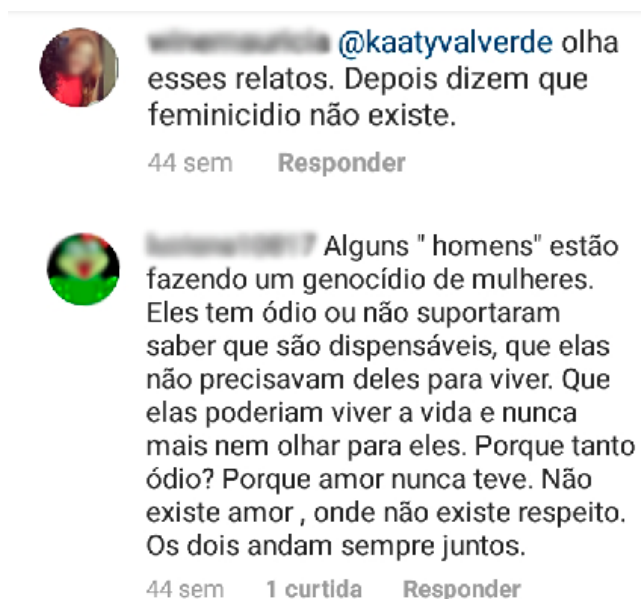 @kaatyvalverde olha
esses relatos. Depois dizem que
feminicidio não existe.
44 sem Responder
Alguns " homens" estão
fazendo um genocídio de mulheres.
Eles tem ódio ou não suportaram
saber que são dispensáveis, que elas
não precisavam deles para viver. Que
elas poderiam viver a vida e nunca
mais nem olhar para eles. Porque tanto
ódio? Porque amor nunca teve. Não
existe amor , onde não existe respeito.
Os dois andam sempre juntos.
44 sem 1 curtida Responder